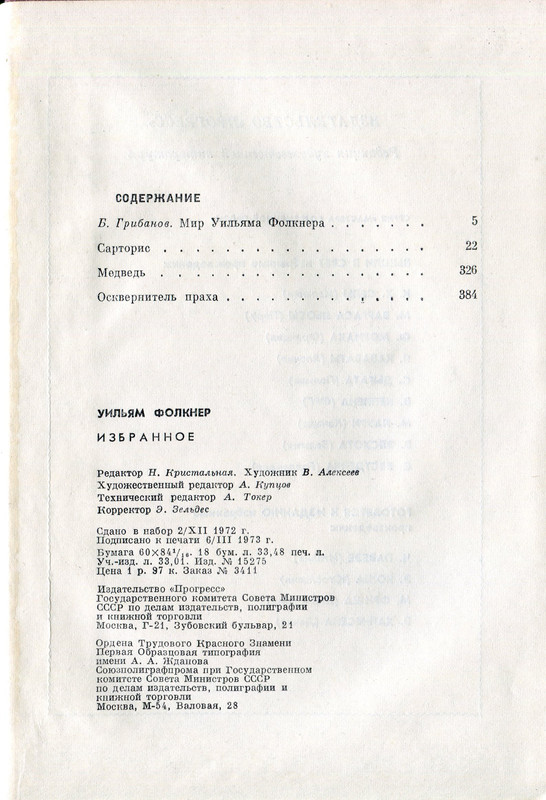 СОДЕРЖАНИЕ
Б. Грибанов. Мир Уильяма Фолкнера . . . . . . . 5
Сарторис . . . . . . . . . . . . . . . . . . 22
Медведь . . . . . . . . . . . . . . . . . . 326
Осквернитель праха . . . . . . . . . . . . . . 384
УИЛЬЯМ ФОЛКНЕР
ИЗБРАННОЕ
Редактор Н. Кристальная. Художник В. Алексеев
Художественный редактор А. Купцов
Технический редактор А. Токер
Корректор Э. Зельдес
Сдано в набор 2/XII 1972 г.
Подписано к печати 6/III 1973 г.
Бумага 60×84¹/₁₆. 18 бум. л. 33,48 печ. л.
Уч.-изд. л. 33,01. Изд. № 15275
Цена 1 р. 97 к. Заказ № 3411
Издательство «Прогресс»
Государственного комитета Совета Министров
СССР по делам издательств, полиграфии
и книжной торговли
Москва, Г-21, Зубовский бульвар, 21
Ордена Трудового Красного Знамени
Первая Образцовая типография
имени А. А. Жданова
Союзполиграфпрома при Государственном
комитете Совета Министров СССР
по делам издательств, полиграфии и
книжной торговли
Москва, М-54, Валовая, 28